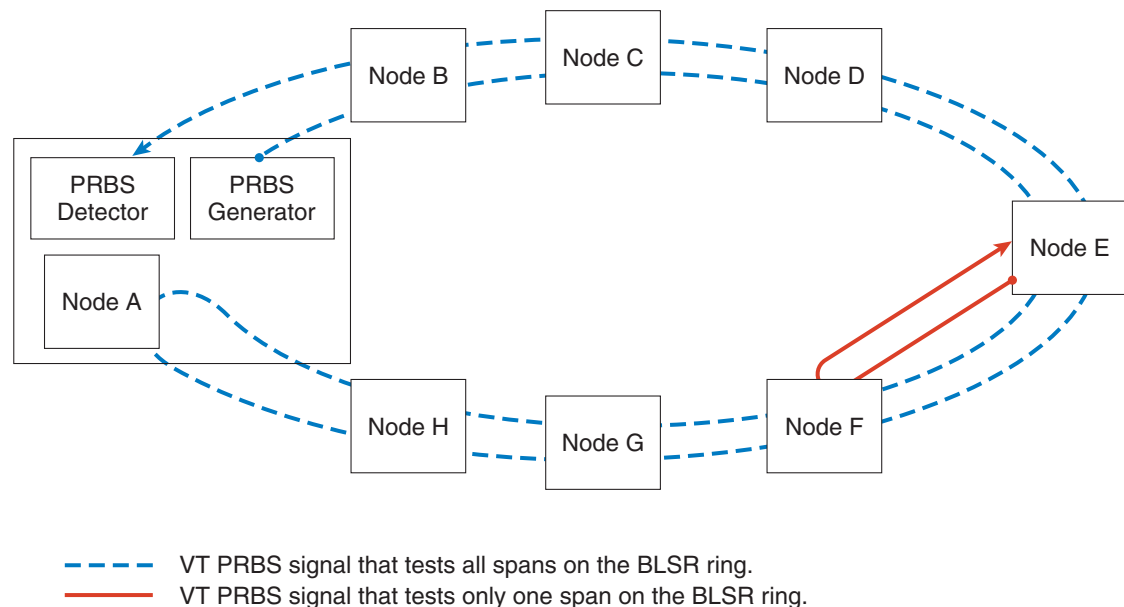 Node C
Node B
Node D
PRBS
Detector
PRBS
Generator
Node E
Node A
Node H
Node G
Node F
VT PRBS signal that tests all spans on the BLSR ring.
VT PRBS signal that tests only one span on the BLSR ring.